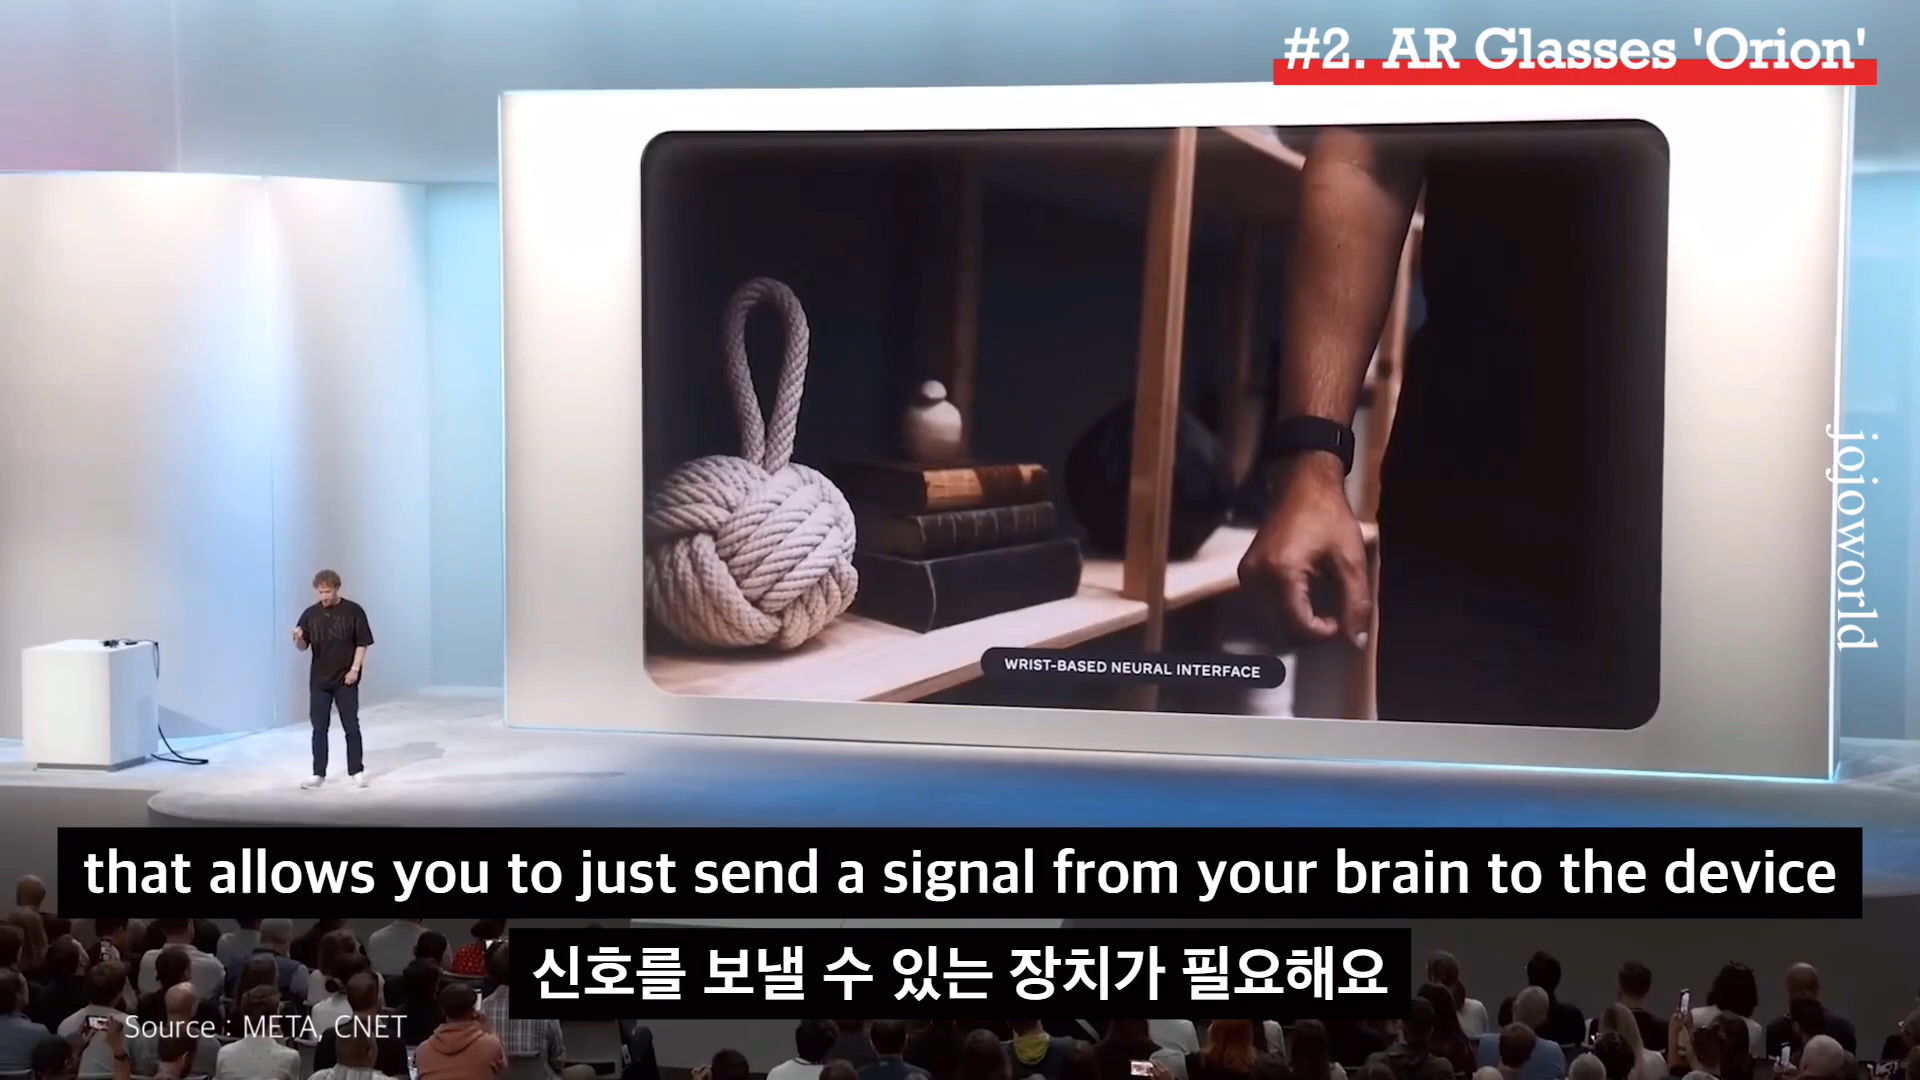 #2. AR Glasses 'Orion'
WRIST-BASED NEURAL INTERFACE
jojoworld
that allows you to just send a signal from your brain to the device
신호를 보낼 수 있는 장치가 필요해요
Source : META, CNET